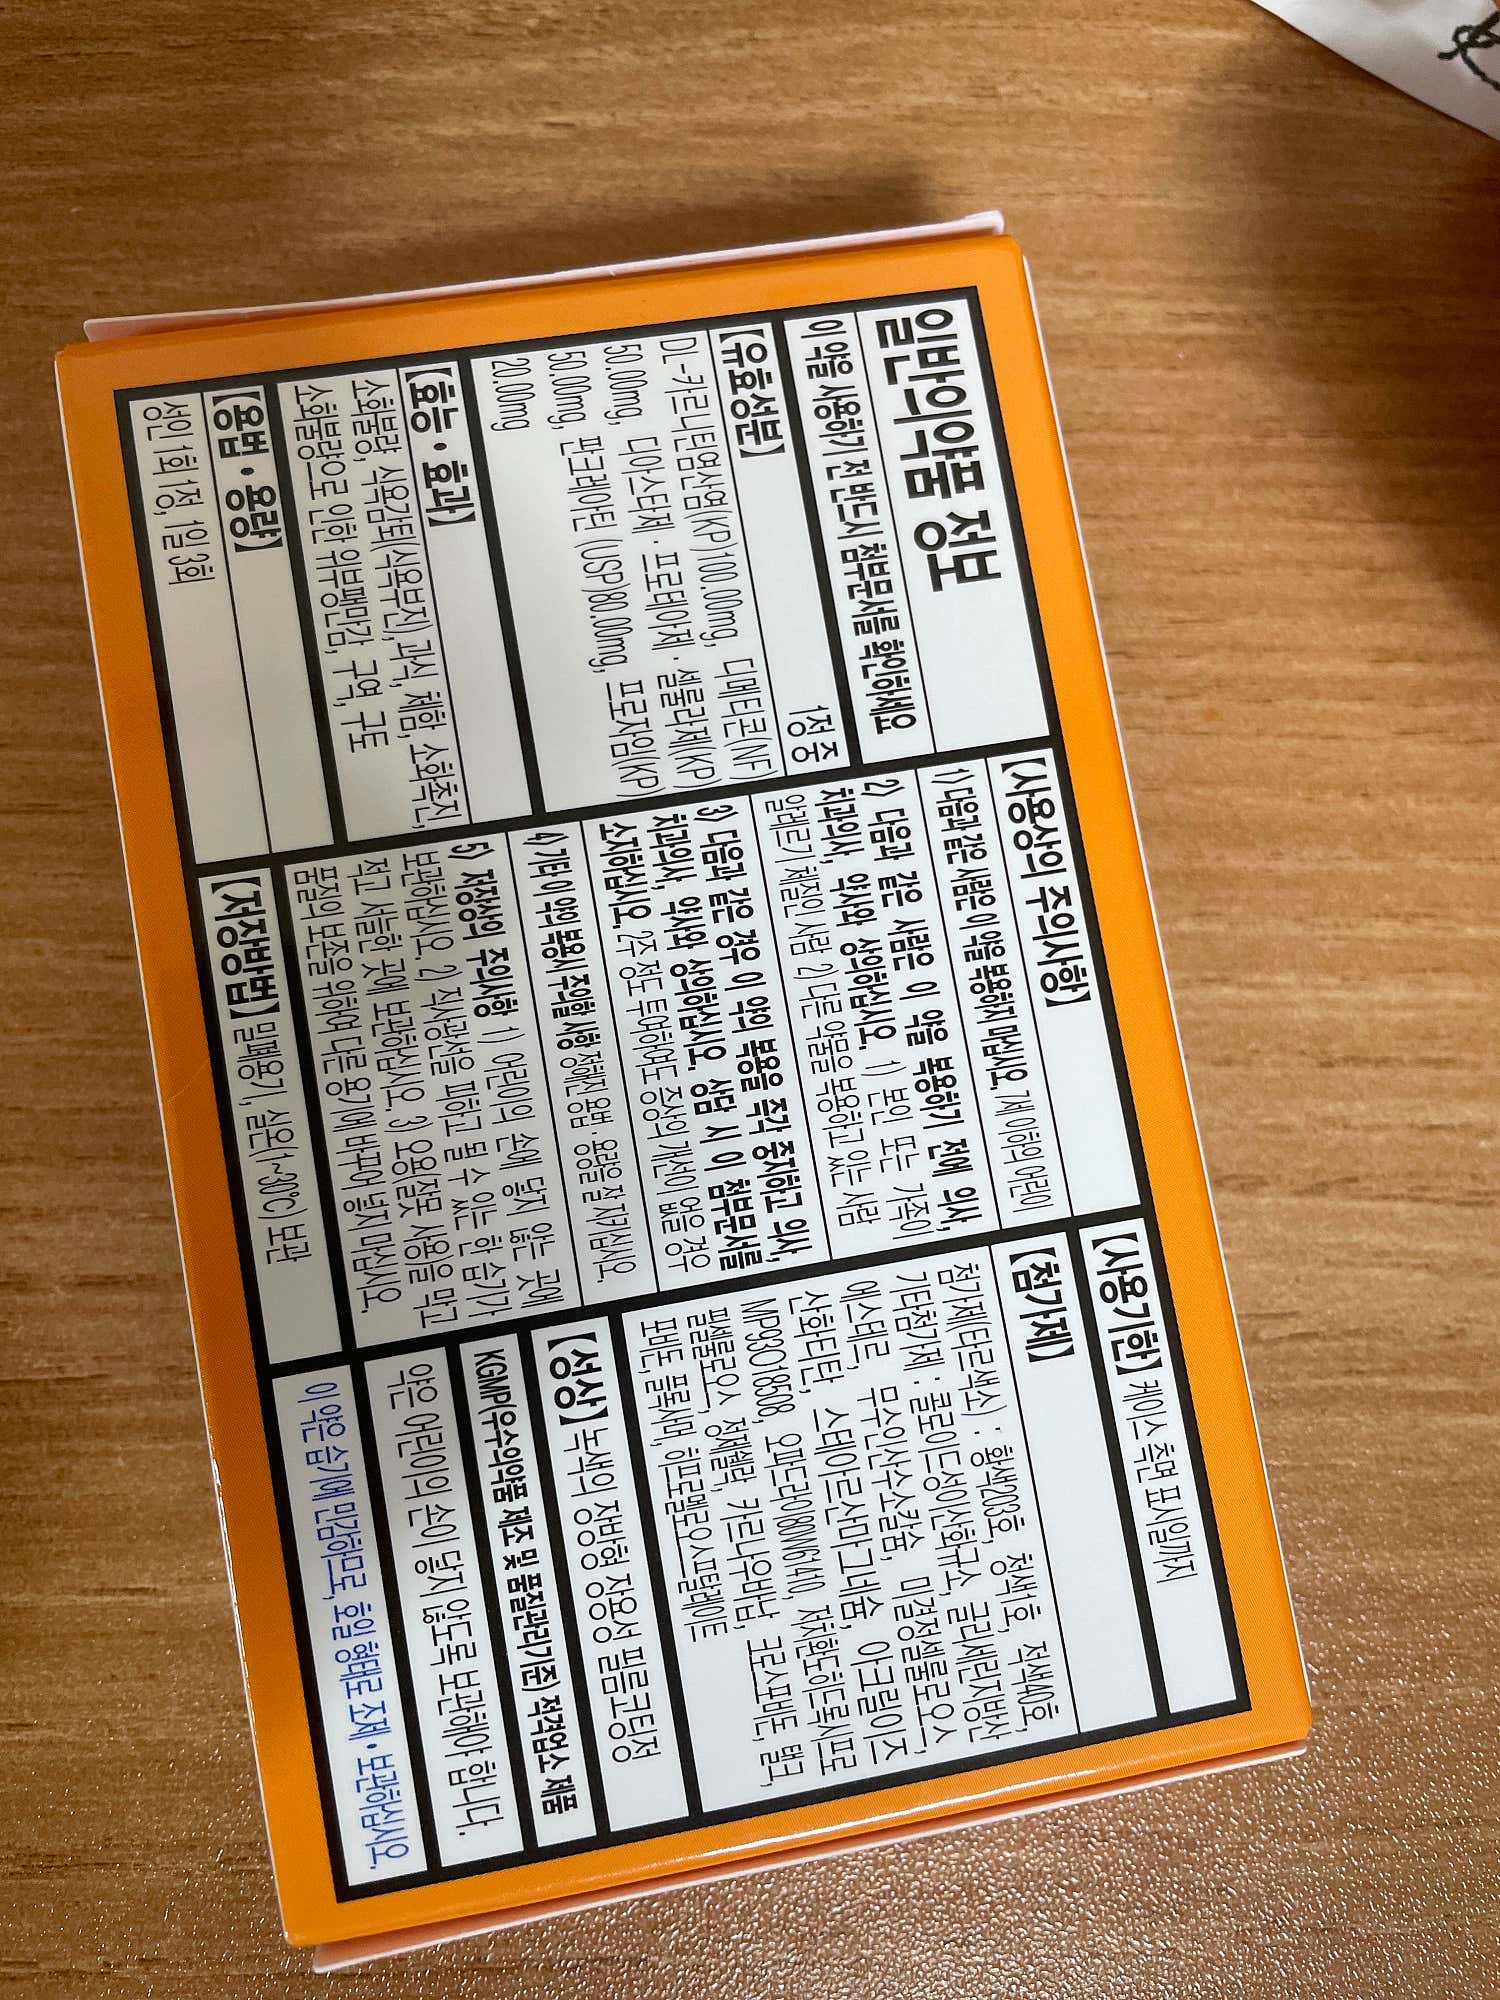 일반의약품 정보
이 약을 사용하기 전 반드시 첨부문서를 확인하세요
【유효성분】 1정 중
DL-카르니틴염산염(KP)100.00mg, 디메티콘(NF)
50.00mg, 디아스타제·프로테아제·셀룰라제(KP)
50.00mg, 판크레아틴 (USP)80.00mg, 프로자임(KP)
20.00mg
【효능·효과】
소화불량, 식욕감퇴(식욕부진), 과식, 체함, 소화촉진,
소화불량으로 인한 위부팽만감, 구역, 구토
【용법·용량】
성인 1회 1정, 1일 3회
【사용상의 주의사항】
1) 다음과 같은 사람은 이 약을 복용하지 마십시오. 7세 이하의 어린이
2) 다음과 같은 사람은 이 약을 복용하기 전에 의사,
치과의사, 약사와 상의하십시오. 1) 본인 또는 가족이
알레르기 체질인 사람 2) 다른 약물을 복용하고 있는 사람
3) 다음과 같은 경우 이 약의 복용을 즉각 중지하고 의사,
치과의사, 약사와 상의하십시오. 상담 시 이 첨부문서를
소지하십시오. 2주 정도 투여하여도 증상의 개선이 없을 경우
4) 기타 이 약의 복용시 주의할 사항 정해진 용법·용량을 잘 지키십시오.
5) 저장상의 주의사항 1) 어린이의 손에 닿지 않는 곳에
보관하십시오. 2) 직사광선을 피하고 될 수 있는 한 습기가
적고 서늘한 곳에 보관하십시오. 3) 오용(잘못 사용)을 막고
품질의 보존을 위하여 다른 용기에 바꾸어 넣지 마십시오.
【저장방법】 밀폐용기, 실온(1~30℃) 보관
【사용기한】 케이스 측면 표시일까지
【첨가제】
첨가제(타르색소) : 황색203호, 청색1호, 적색40호,
기타첨가제 : 콜로이드성이산화규소, 글리세린지방산
에스테르, 무수인산수소칼슘, 미결정셀룰로오스,
산화티탄, 스테아르산마그네슘, 아크릴이즈
MP93O18508, 오파드라이80W61410, 저치환도히드록시프로
필셀룰로오스, 정제쉘락, 카르나우바납, 크로스포비돈, 탤크,
포비돈, 폴록사머, 히프로멜로오스프탈레이트
【성상】 녹색의 장방형 장용성 필름코팅정
KGMP(우수의약품 제조 및 품질관리기준) 적격업소 제품
약은 어린이의 손이 닿지 않도록 보관해야 합니다.
이 약은 습기에 민감하므로, 호일 형태로 소지·보관하십시오.